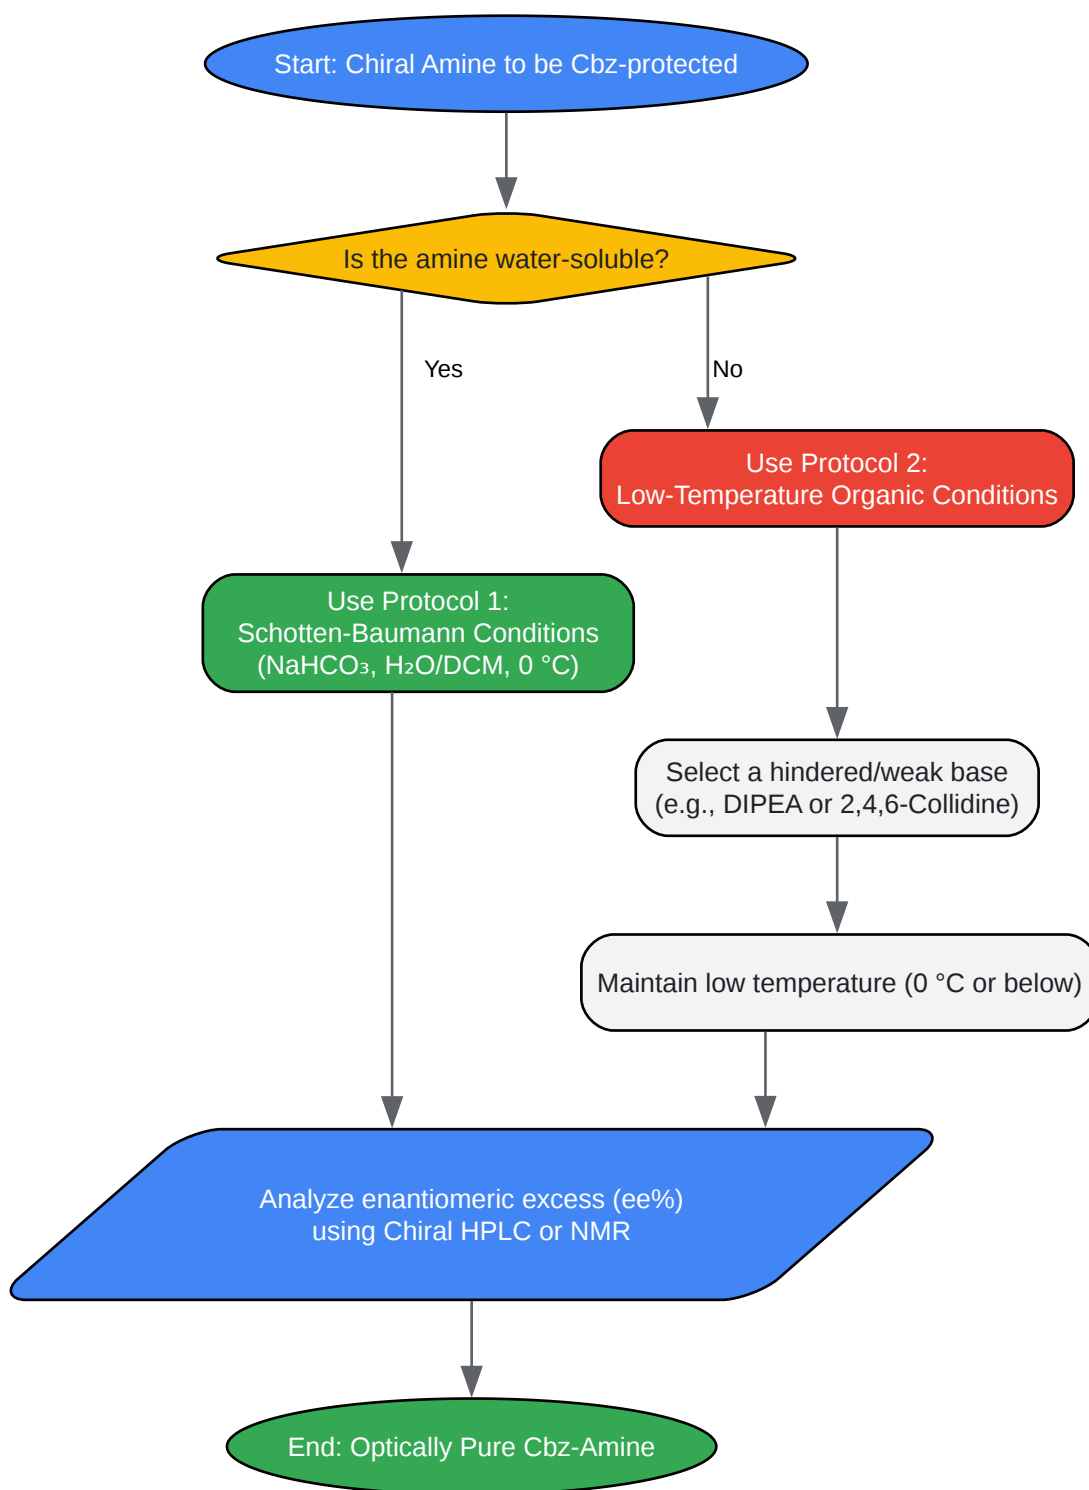 Start: Chiral Amine to be Cbz-protected
Is the amine water-soluble?
Yes
No
Use Protocol 2:
Low-Temperature Organic Conditions
Use Protocol 1:
Schotten-Baumann Conditions
(NaHCO₃, H₂O/DCM, 0 °C)
Select a hindered/weak base
(e.g., DIPEA or 2,4,6-Collidine)
Maintain low temperature (0 °C or below)
Analyze enantiomeric excess (ee%)
using Chiral HPLC or NMR
End: Optically Pure Cbz-Amine